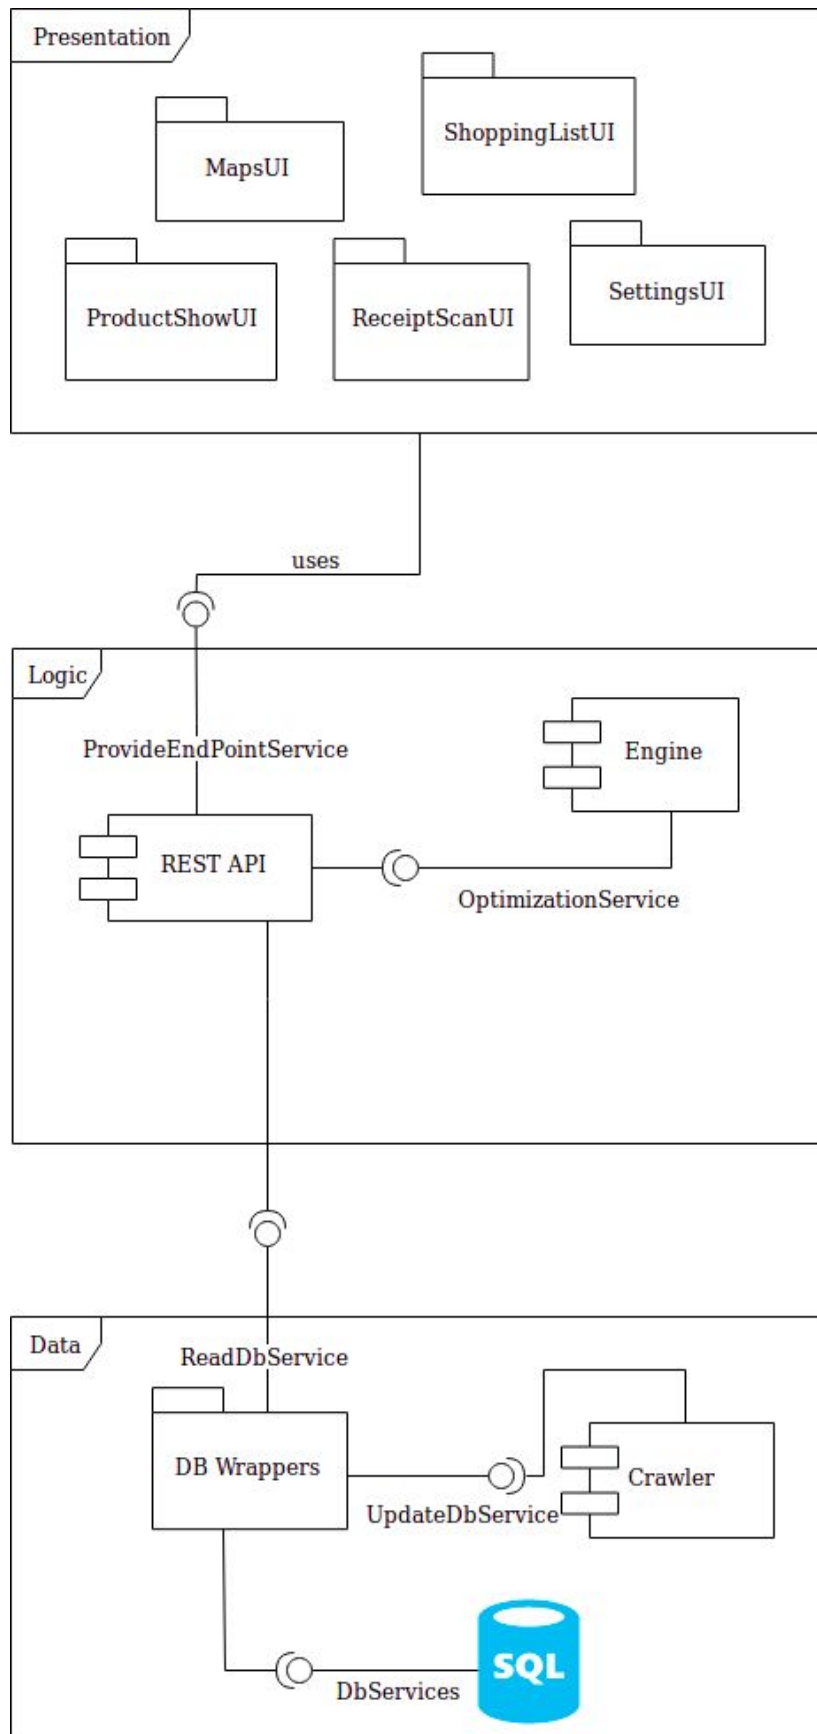 Presentation
ShoppingListUI
MapsUI
SettingsUI
ProductShowUI
ReceiptScanUI
uses
Logic
ProvideEndPointService
Engine
REST API
OptimizationService
Data
ReadDbService
DB Wrappers
Crawler
UpdateDbService
SQL
DbServices